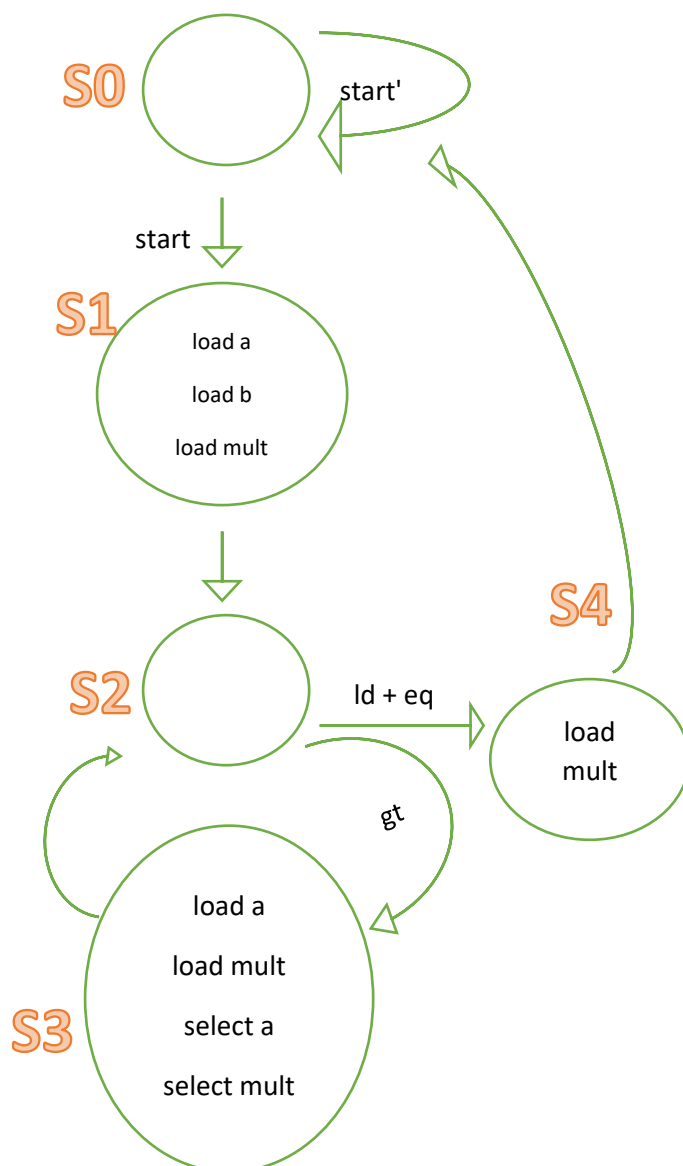 S0
start'
start
S1
load a
load b
load mult
S4
S2
ld + eq
load
mult
gt
load a
load mult
S3
select a
select mult